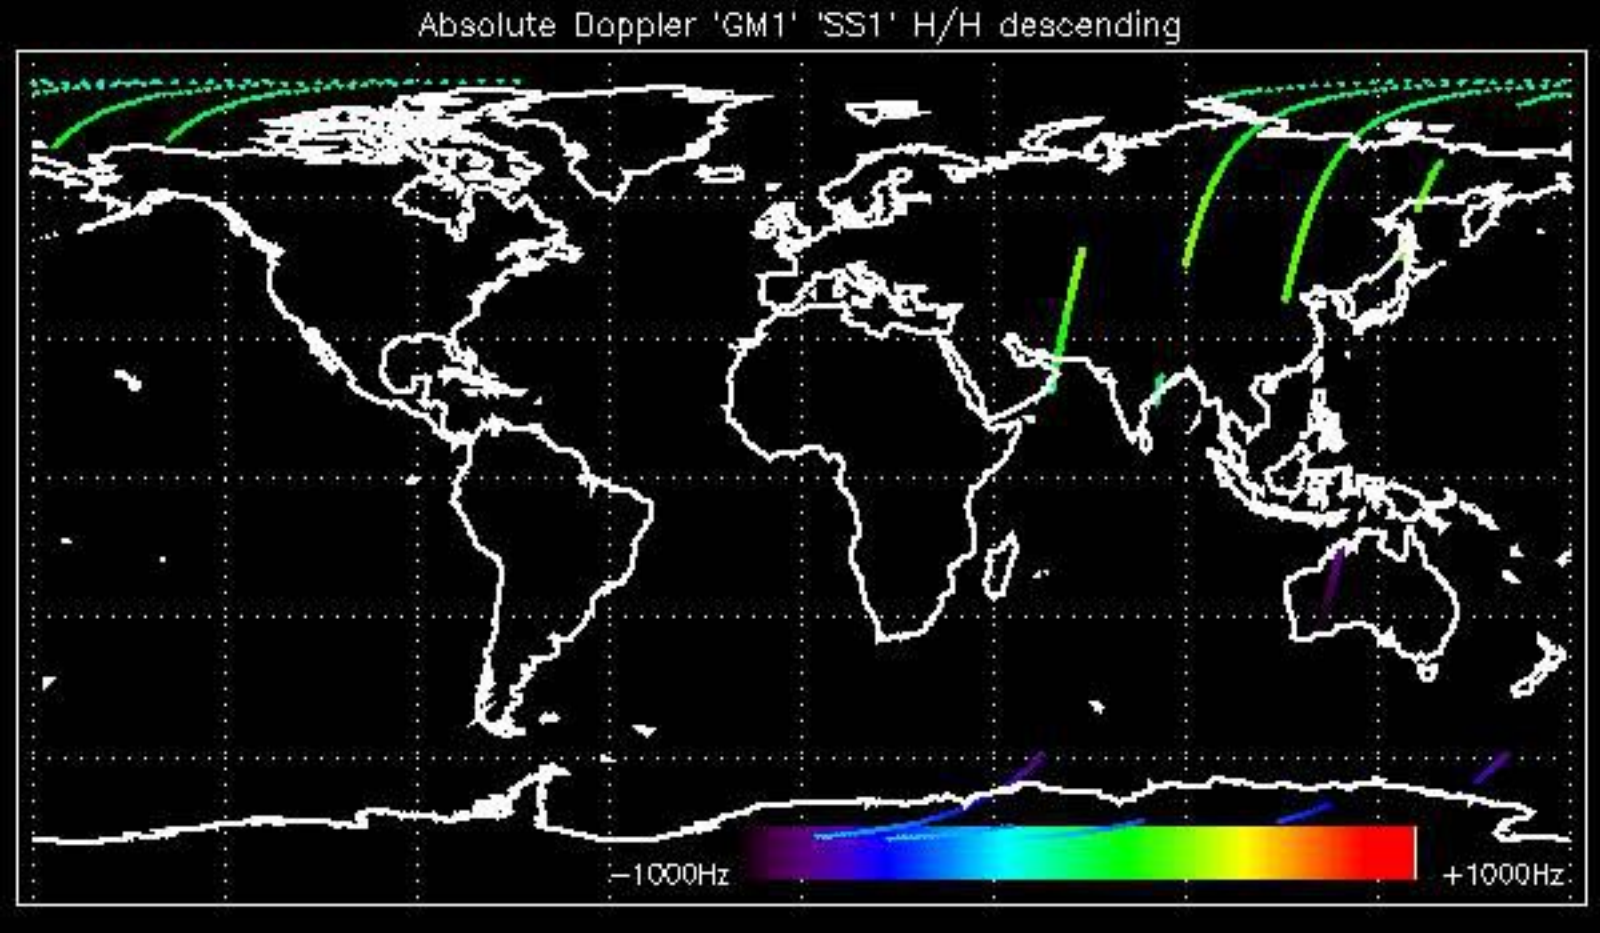 Absolute Doppler 'GM1' 'SS1' H/H descending
−1000Hz +1000Hz